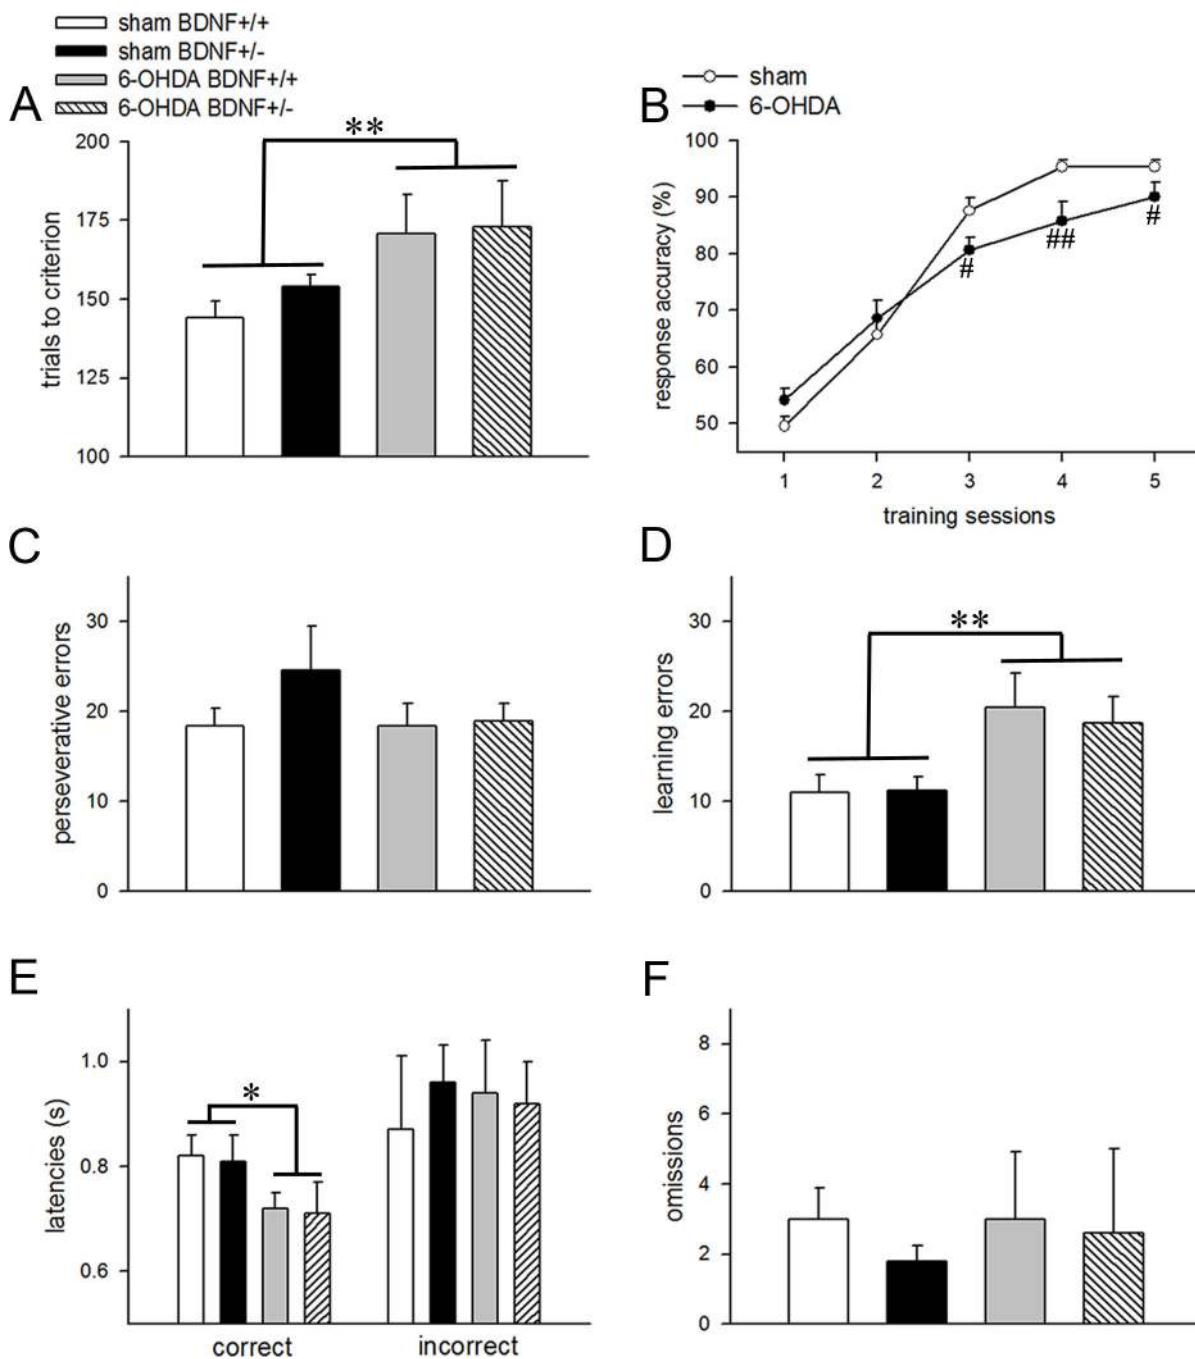 sham BDNF+/+
sham BDNF+/-
6-OHDA BDNF+/+
6-OHDA BDNF+/-
A
**
200
175
150
125
100
trials to criterion
sham
6-OHDA
B
100
90
80
70
60
50
response accuracy (%)
#
##
#
1 2 3 4 5
training sessions
C
30
20
10
0
perseverative errors
D
**
30
20
10
0
learning errors
E
*
1.0
0.8
0.6
latencies (s)
correct incorrect
F
8
6
4
2
0
omissions